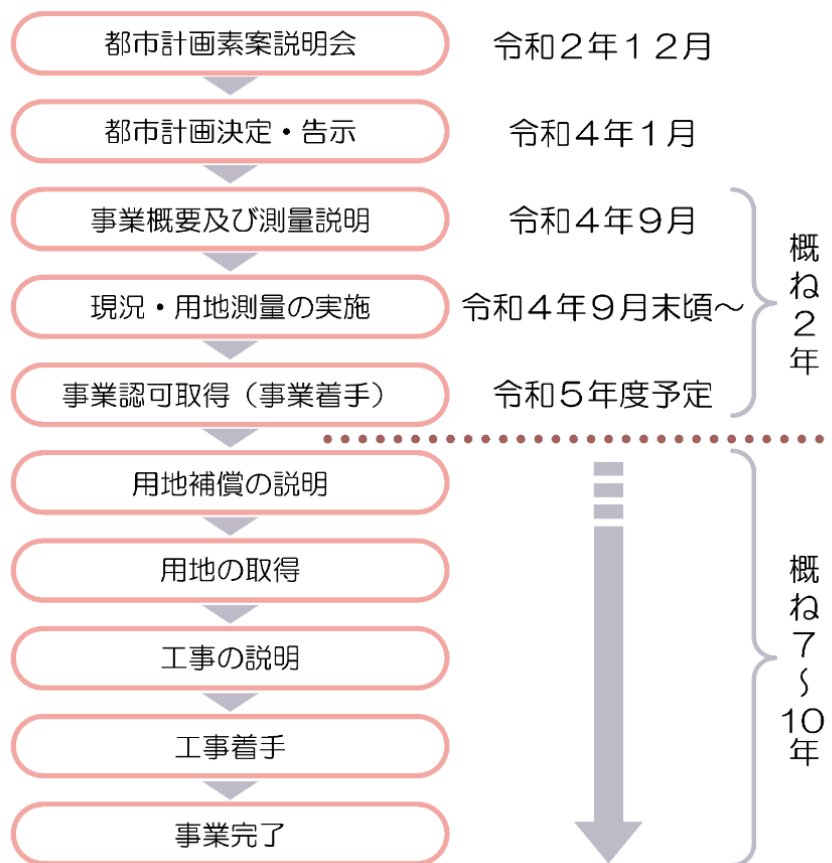 都市計画素案説明会 令和２年１２月
都市計画決定・告示 令和４年１月
事業概要及び測量説明 令和４年９月
現況・用地測量の実施 令和４年９月末頃～
事業認可取得（事業着手） 令和５年度予定
概ね２年
用地補償の説明
用地の取得
工事の説明
工事着手
事業完了
概ね７～10年